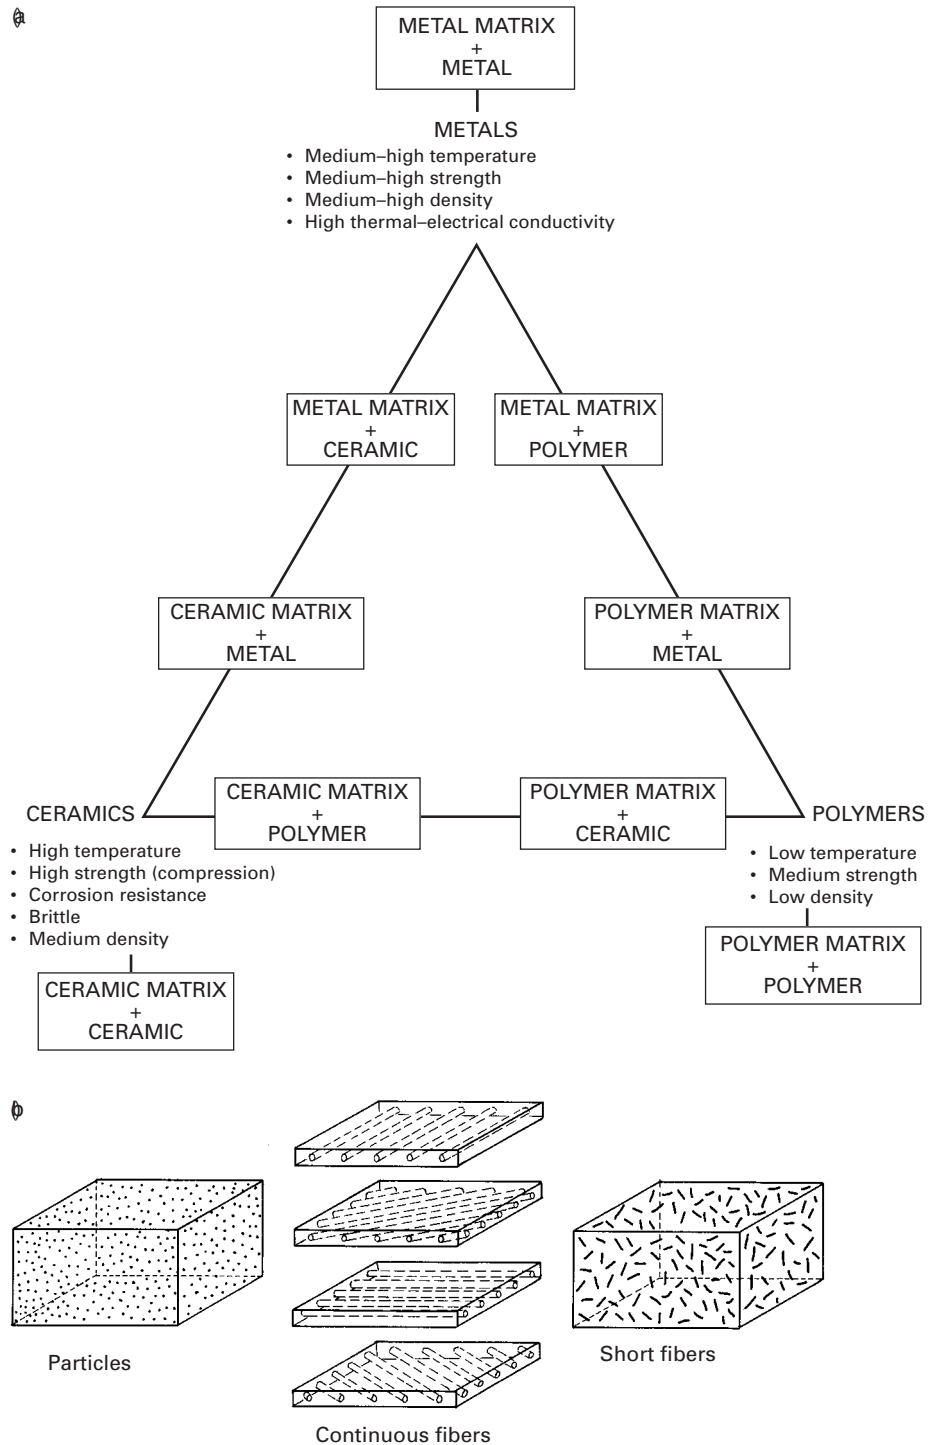 METAL MATRIX
+
METAL
METALS
• Medium–high temperature
• Medium–high strength
• Medium–high density
• High thermal–electrical conductivity
METAL MATRIX
+
CERAMIC
METAL MATRIX
+
POLYMER
CERAMIC MATRIX
+
METAL
POLYMER MATRIX
+
METAL
CERAMICS
• High temperature
• High strength (compression)
• Corrosion resistance
• Brittle
• Medium density
CERAMIC MATRIX
+
POLYMER
POLYMER MATRIX
+
CERAMIC
POLYMERS
• Low temperature
• Medium strength
• Low density
CERAMIC MATRIX
+
CERAMIC
POLYMER MATRIX
+
POLYMER
Particles
Continuous fibers
Short fibers